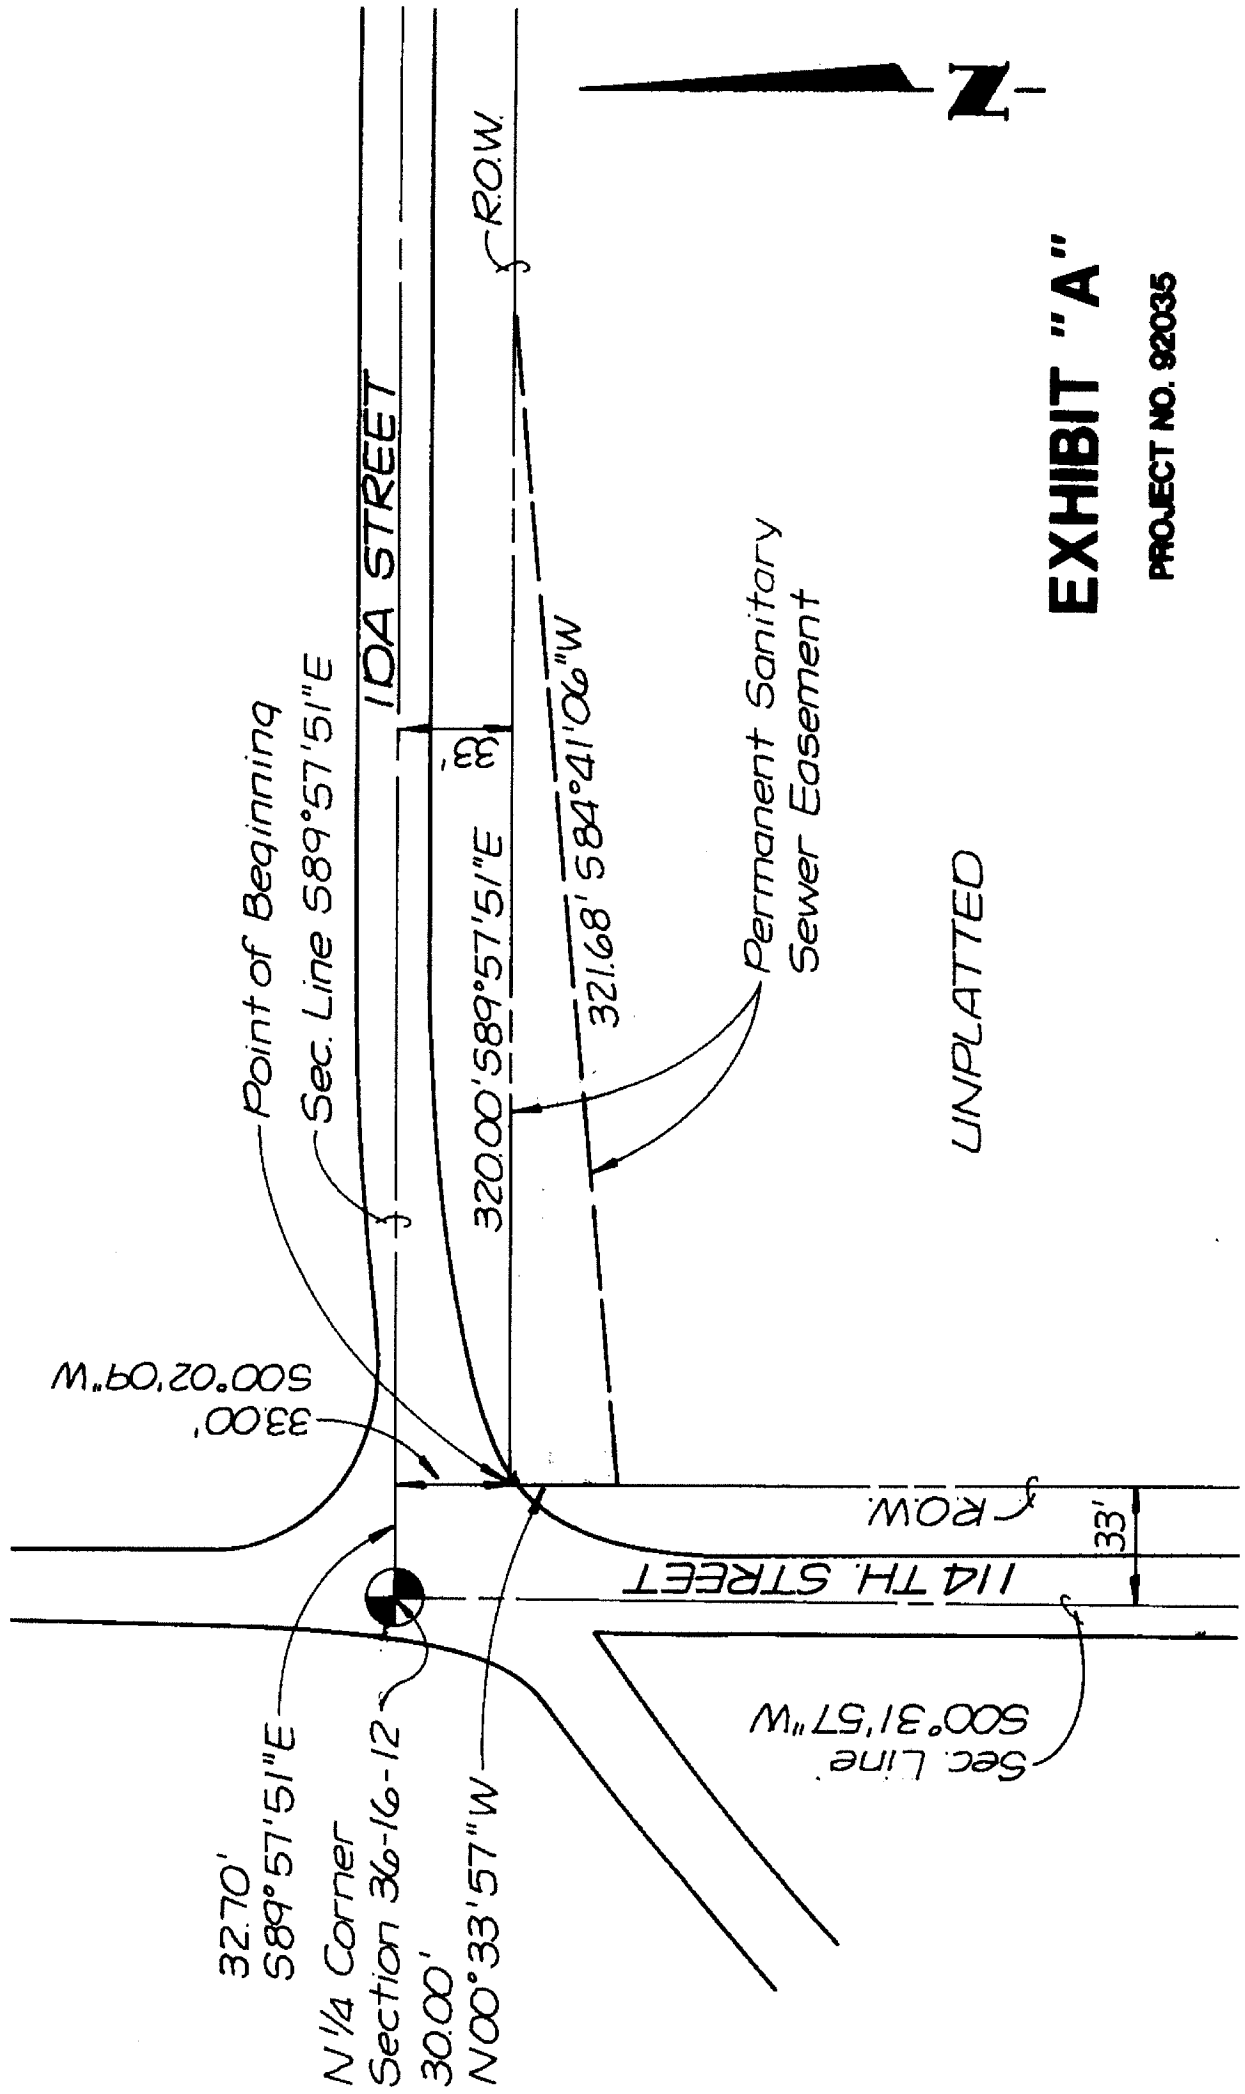 32.70'
S89°57'51"E
N 1/4 Corner
Section 36-16-12
30.00'
N00°33'57"W
33.00'
S00°02'09"W
Point of Beginning
Sec. Line S89°57'51"E
IDA STREET
33'
320.00' S89°57'51"E
321.68' S84°41'06"W
R.O.W.
Permanent Sanitary
Sewer Easement
UNPLATTED
114TH. STREET
R.O.W.
33'
Sec. Line
S00°31'57"W
N
EXHIBIT "A"
PROJECT NO. 92035